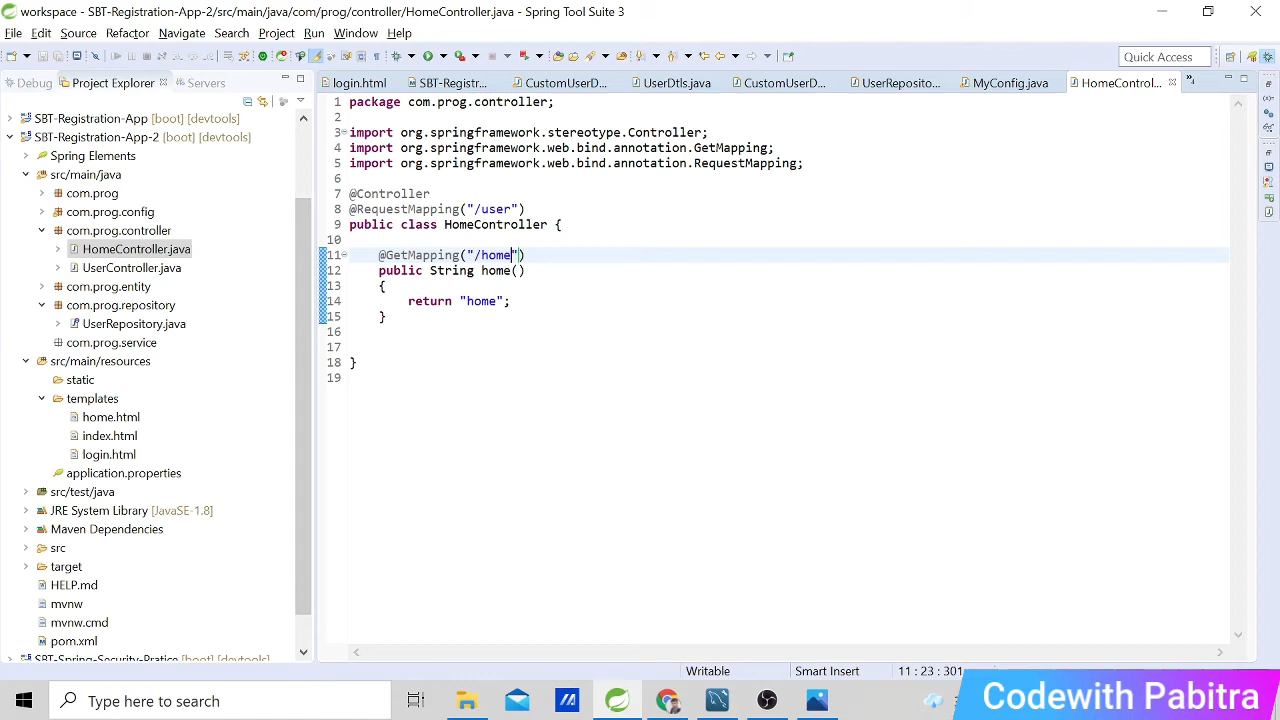 workspace - SBT-Registration-App-2/src/main/java/com/prog/controller/HomeController.java - Spring Tool Suite 3
File Edit Source Refactor Navigate Search Project Run Window Help
Quick Access
Debug Project Explorer Servers
login.html SBT-Registr... CustomUserD... UserDtls.java CustomUserD... UserReposito... MyConfig.java HomeControl...
SBT-Registration-App [boot] [devtools]
SBT-Registration-App-2 [boot] [devtools]
Spring Elements
src/main/java
com.prog
com.prog.config
com.prog.controller
HomeController.java
UserController.java
com.prog.entity
com.prog.repository
UserRepository.java
com.prog.service
src/main/resources
static
templates
home.html
index.html
login.html
application.properties
src/test/java
JRE System Library [JavaSE-1.8]
Maven Dependencies
src
target
HELP.md
mvnw
mvnw.cmd
pom.xml
SBT-Spring-Security-Pratice [boot] [devtools]
1 package com.prog.controller;
2
3 import org.springframework.stereotype.Controller;
4 import org.springframework.web.bind.annotation.GetMapping;
5 import org.springframework.web.bind.annotation.RequestMapping;
6
7 @Controller
8 @RequestMapping("/user")
9 public class HomeController {
10
11 @GetMapping("/home")
12 public String home()
13 {
14 return "home";
15 }
16
17
18 }
19
Writable Smart Insert 11 : 23 : 301
Type here to search
Codewith Pabitra